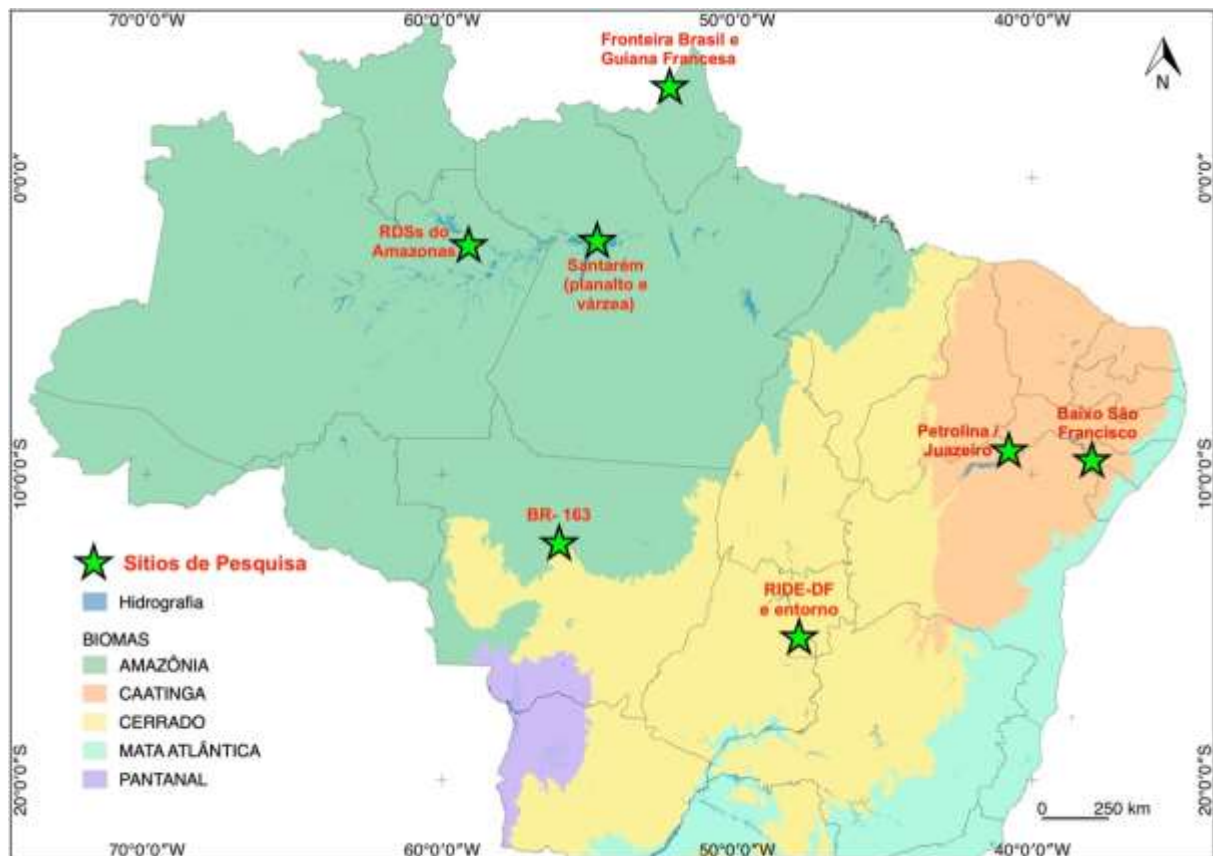 70°0'0"W
60°0'0"W
50°0'0"W
40°0'0"W
Fronteira Brasil e
Guiana Francesa
N
0°0'0"
0°0'0"
RDSs do
Amazonas
Santarém
(planalto e
várzea)
Petrolina /
Juazeiro
Baixo São
Francisco
10°0'0"S
10°0'0"S
BR- 163
RIDE-DF
e entorno
Sítios de Pesquisa
Hidrografia
BIOMAS
AMAZÔNIA
CAATINGA
CERRADO
MATA ATLÂNTICA
PANTANAL
20°0'0"S
20°0'0"S
0 250 km
70°0'0"W
60°0'0"W
50°0'0"W
40°0'0"W